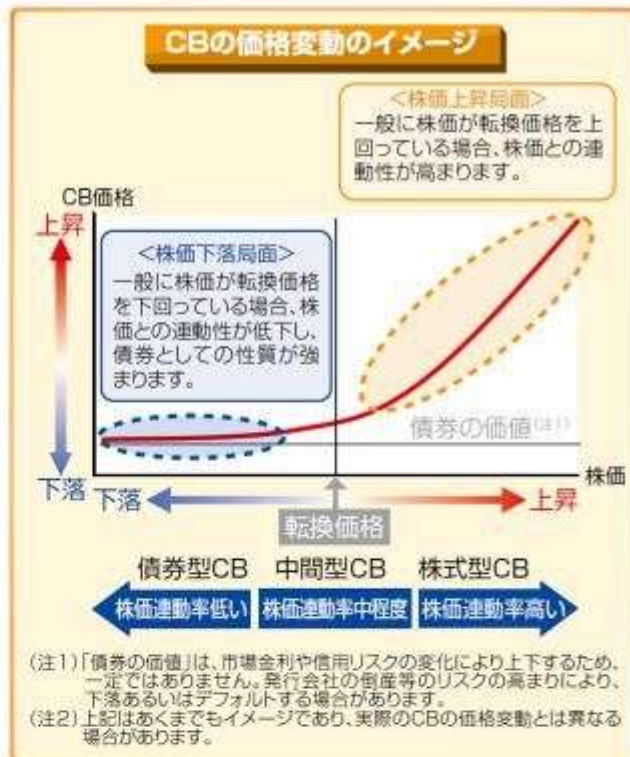 CBの価格変動のイメージ
<株価上昇局面>
一般に株価が転換価格を上
回っている場合、株価との連
動性が高まります。
CB価格
上昇
<株価下落局面>
一般に株価が転換価格
を下回っている場合、株
価との連動性が低下し、
債券としての性質が強
まります。
債券の価値(注1)
下落
下落
上昇
株価
転換価格
債券型CB 中間型CB 株式型CB
株価連動率低い 株価連動率中程度 株価連動率高い
(注1)「債券の価値」は、市場金利や信用リスクの変化により上下するため、
一定ではありません。発行会社の倒産等のリスクの高まりにより、
下落あるいはデフォルトする場合があります。
(注2)上記はあくまでもイメージであり、実際のCBの価格変動とは異なる
場合があります。